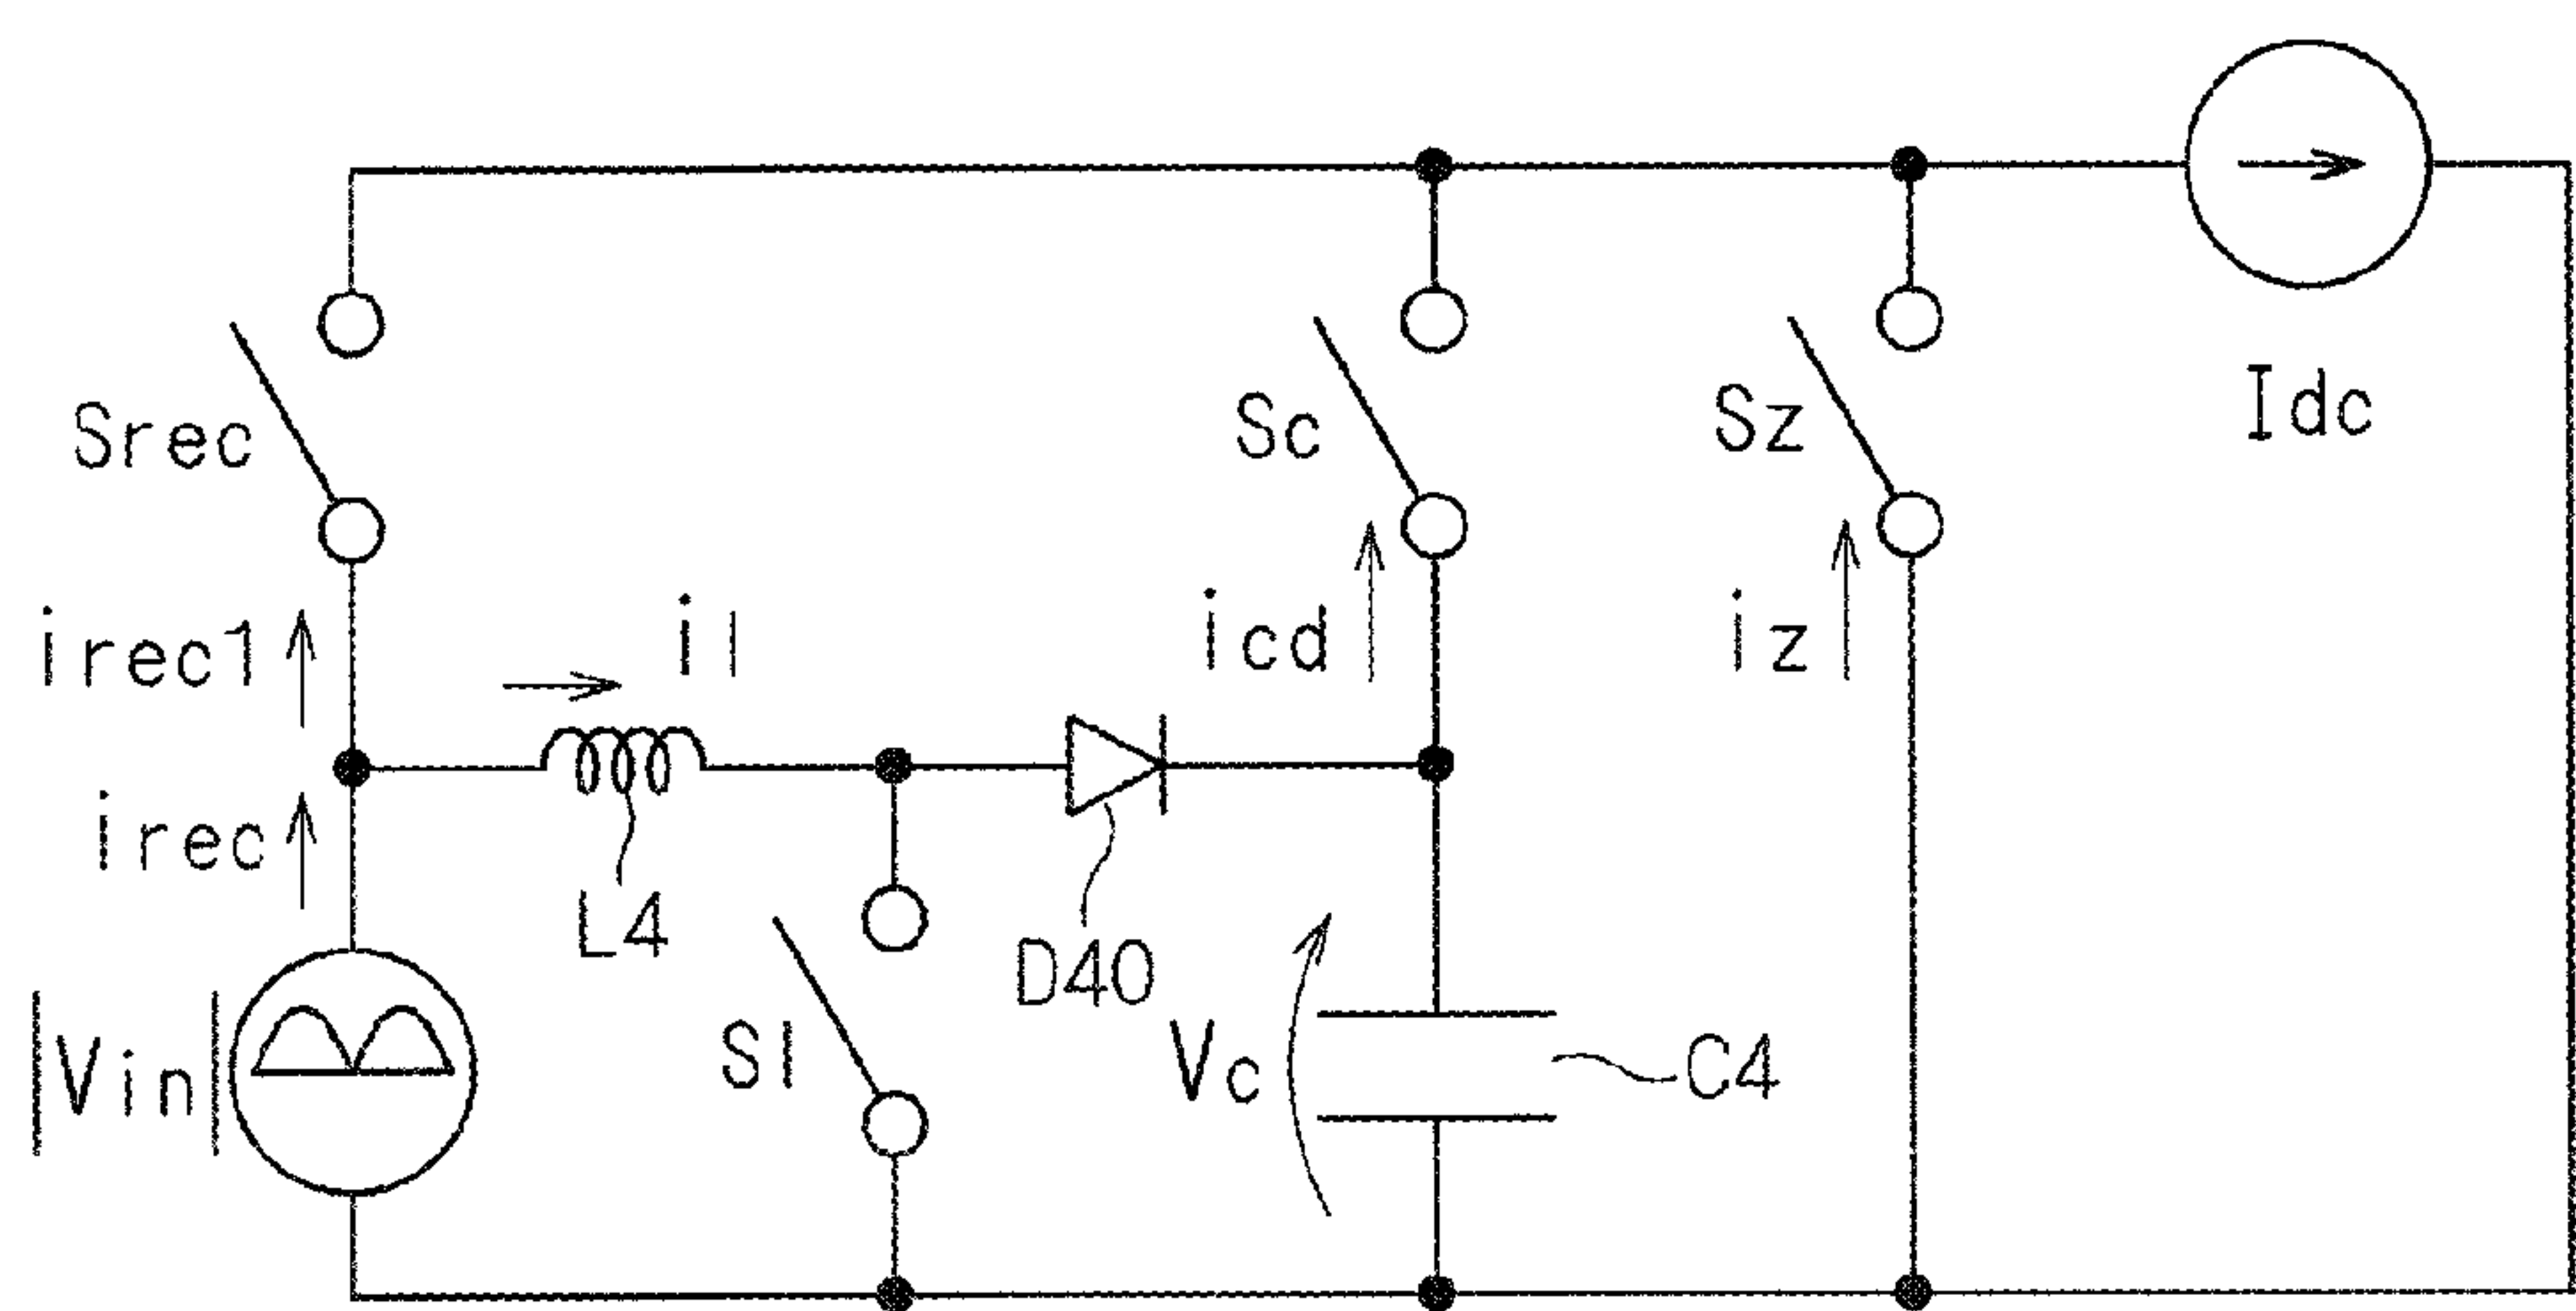 Idc
Srec
Sc
Sz
irec1
il
icd
iz
irec
L4
D40
|Vin|
Sl
Vc
C4